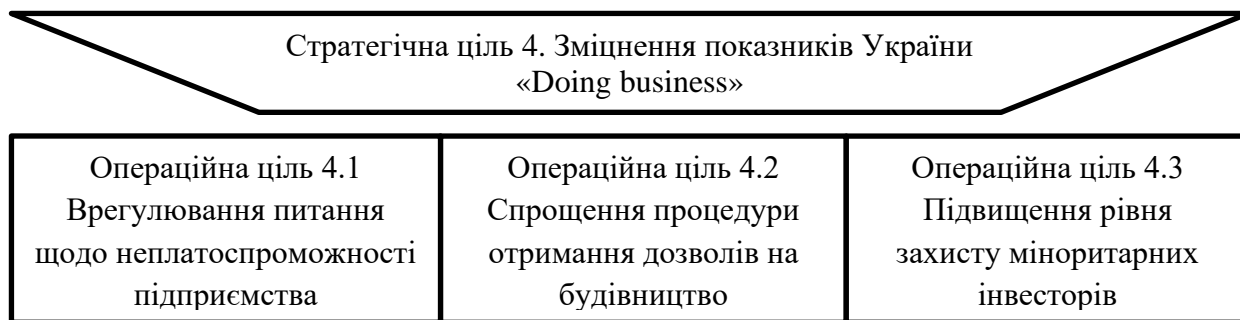 Стратегічна ціль 4. Зміцнення показників України
«Doing business»
Операційна ціль 4.1
Врегулювання питання
щодо неплатоспроможності
підприємства
Операційна ціль 4.2
Спрощення процедури
отримання дозволів на
будівництво
Операційна ціль 4.3
Підвищення рівня
захисту міноритарних
інвесторів